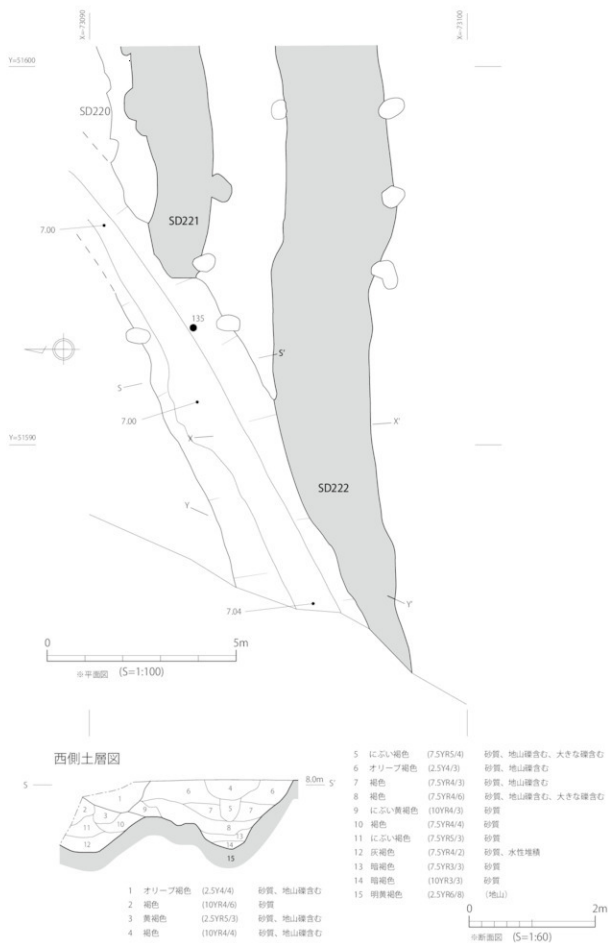 X=-73090
X=-73100
Y=51600
SD220
SD221
7.00
135
S'
S
7.00
X
X'
Y=51590
Y
SD222
7.04
Y'
0 5m
※平面図 (S=1:100)
西側土層図
S 8.0m S'
1 2 3 4 5 6 6 7 7 8 9 10 11 12 13 14
15
1 オリーブ褐色 (2.5Y4/4) 砂質、地山礫含む
2 褐色 (10YR4/6) 砂質
3 黄褐色 (2.5YR5/3) 砂質、地山礫含む
4 褐色 (10YR4/4) 砂質、地山礫含む
5 にぶい褐色 (7.5YR5/4) 砂質、地山礫含む、大きな礫含む
6 オリーブ褐色 (2.5Y4/3) 砂質、地山礫含む
7 褐色 (7.5YR4/3) 砂質、地山礫含む
8 褐色 (7.5YR4/6) 砂質、地山礫含む、大きな礫含む
9 にぶい黄褐色 (10YR4/3) 砂質
10 褐色 (7.5YR4/4) 砂質
11 にぶい褐色 (7.5YR5/3) 砂質
12 灰褐色 (7.5YR4/2) 砂質、水性堆積
13 暗褐色 (7.5YR3/3) 砂質
14 暗褐色 (10YR3/3) 砂質
15 明黄褐色 (2.5YR6/8) （地山）
0 2m
※断面図 (S=1:60)